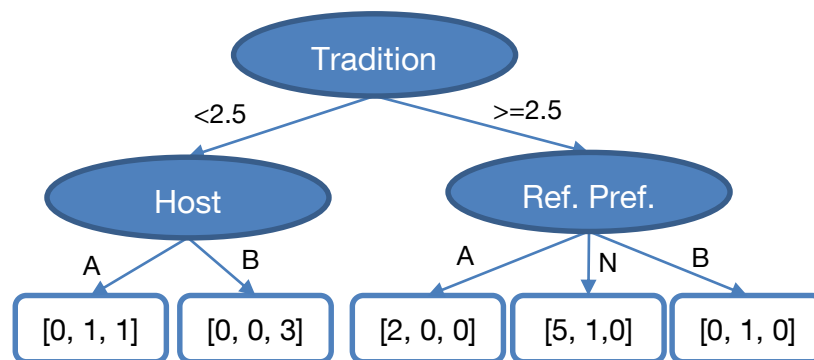 Tradition
<2.5
>=2.5
Host
Ref. Pref.
A
B
A
N
B
[0, 1, 1]
[0, 0, 3]
[2, 0, 0]
[5, 1,0]
[0, 1, 0]